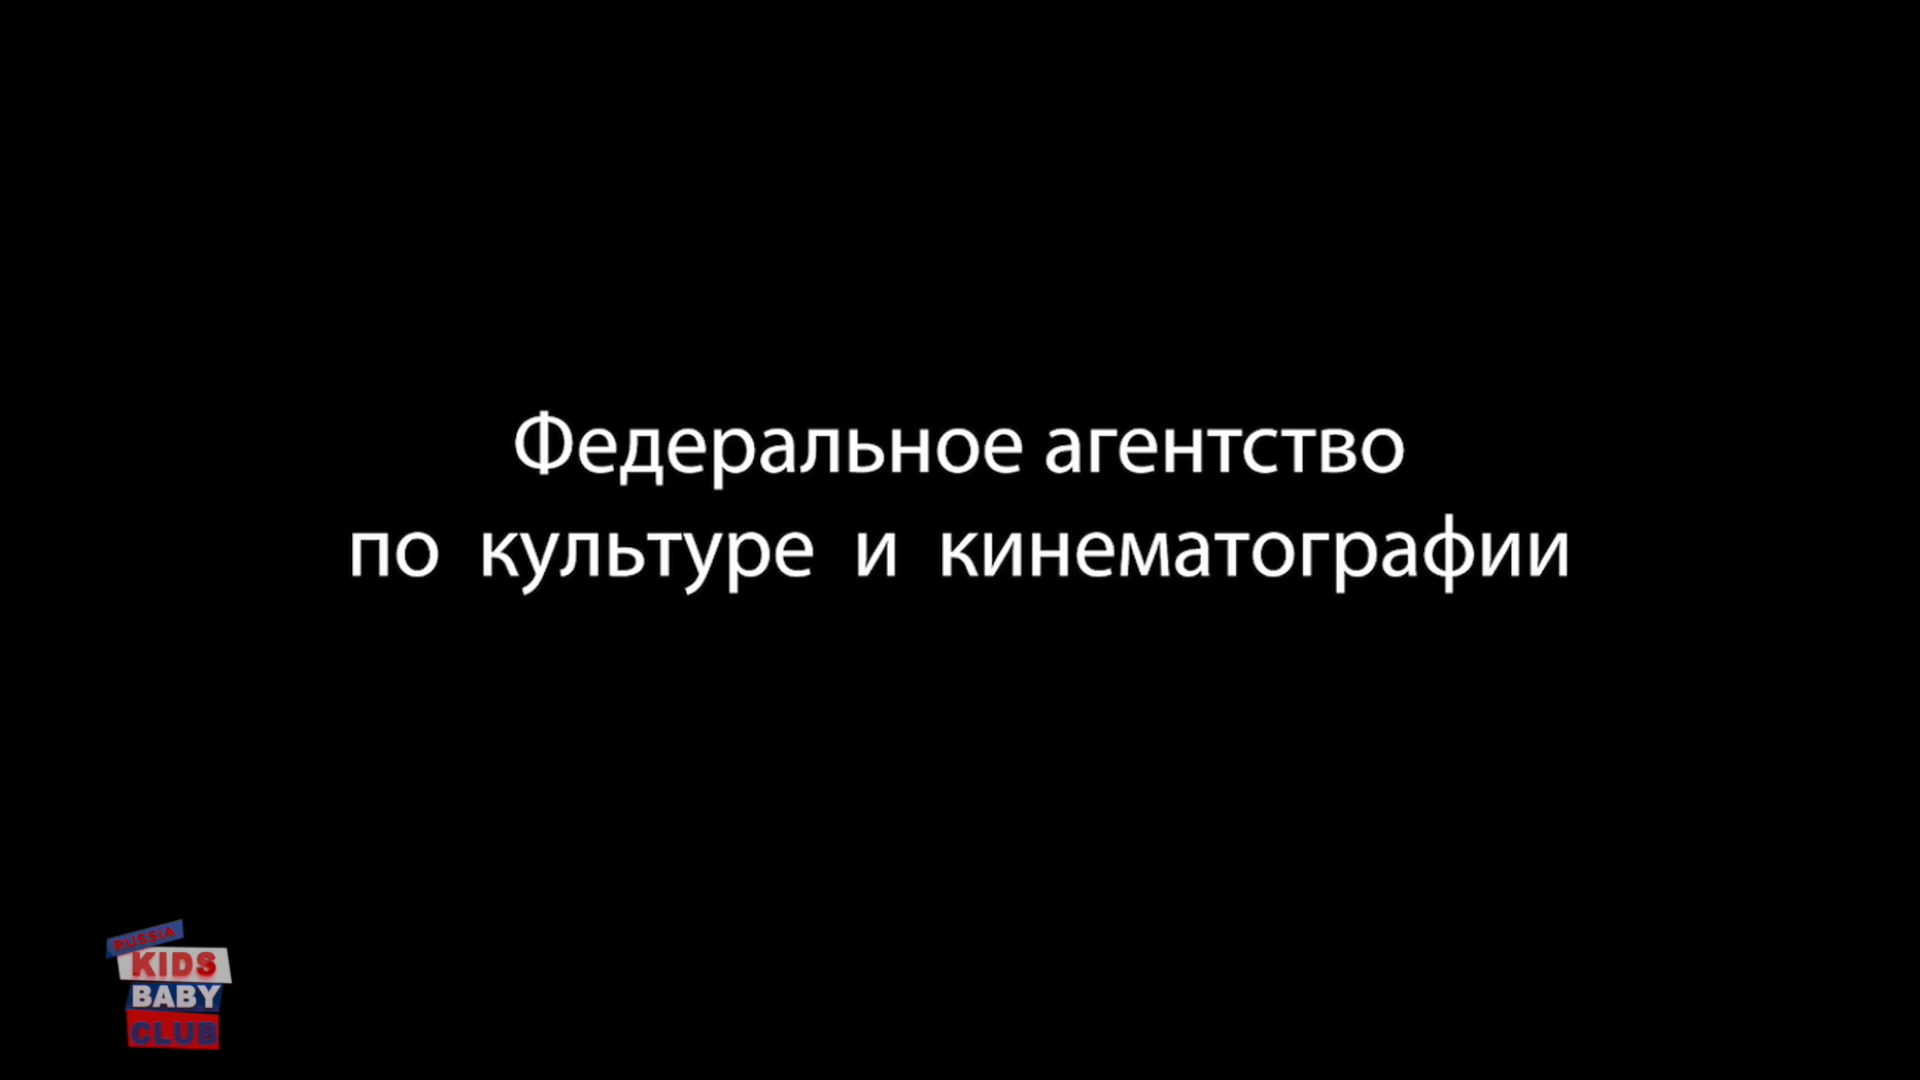 Федеральное агентство
по культуре и кинематографии
RUSSIA
KIDS
BABY
CLUB